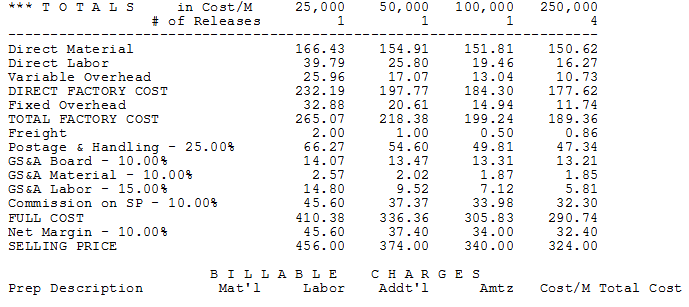 *** T O T A L S in Cost/M 25,000 50,000 100,000 250,000
# of Releases 1 1 1 4
Direct Material 166.43 154.91 151.81 150.62
Direct Labor 39.79 25.80 19.46 16.27
Variable Overhead 25.96 17.07 13.04 10.73
DIRECT FACTORY COST 232.19 197.77 184.30 177.62
Fixed Overhead 32.88 20.61 14.94 11.74
TOTAL FACTORY COST 265.07 218.38 199.24 189.36
Freight 2.00 1.00 0.50 0.86
Postage & Handling - 25.00% 66.27 54.60 49.81 47.34
GS&A Board - 10.00% 14.07 13.47 13.31 13.21
GS&A Material - 10.00% 2.57 2.02 1.87 1.85
GS&A Labor - 15.00% 14.80 9.52 7.12 5.81
Commission on SP - 10.00% 45.60 37.37 33.98 32.30
FULL COST 410.38 336.36 305.83 290.74
Net Margin - 10.00% 45.60 37.40 34.00 32.40
SELLING PRICE 456.00 374.00 340.00 324.00
B I L L A B L E C H A R G E S
Prep Description Mat'l Labor Addt'l Amtz Cost/M Total Cost